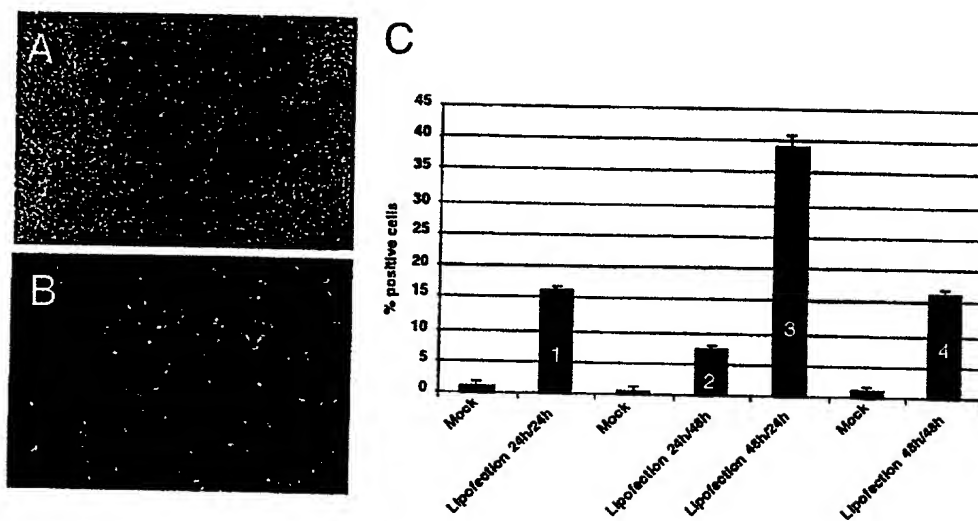 A
B
C
45
40
35
30
25
20
15
10
5
0
% positive cells
1
2
3
4
Mock
Lipofection 24h/24h
Mock
Lipofection 24h/48h
Lipofection 48h/24h
Mock
Lipofection 48h/48h